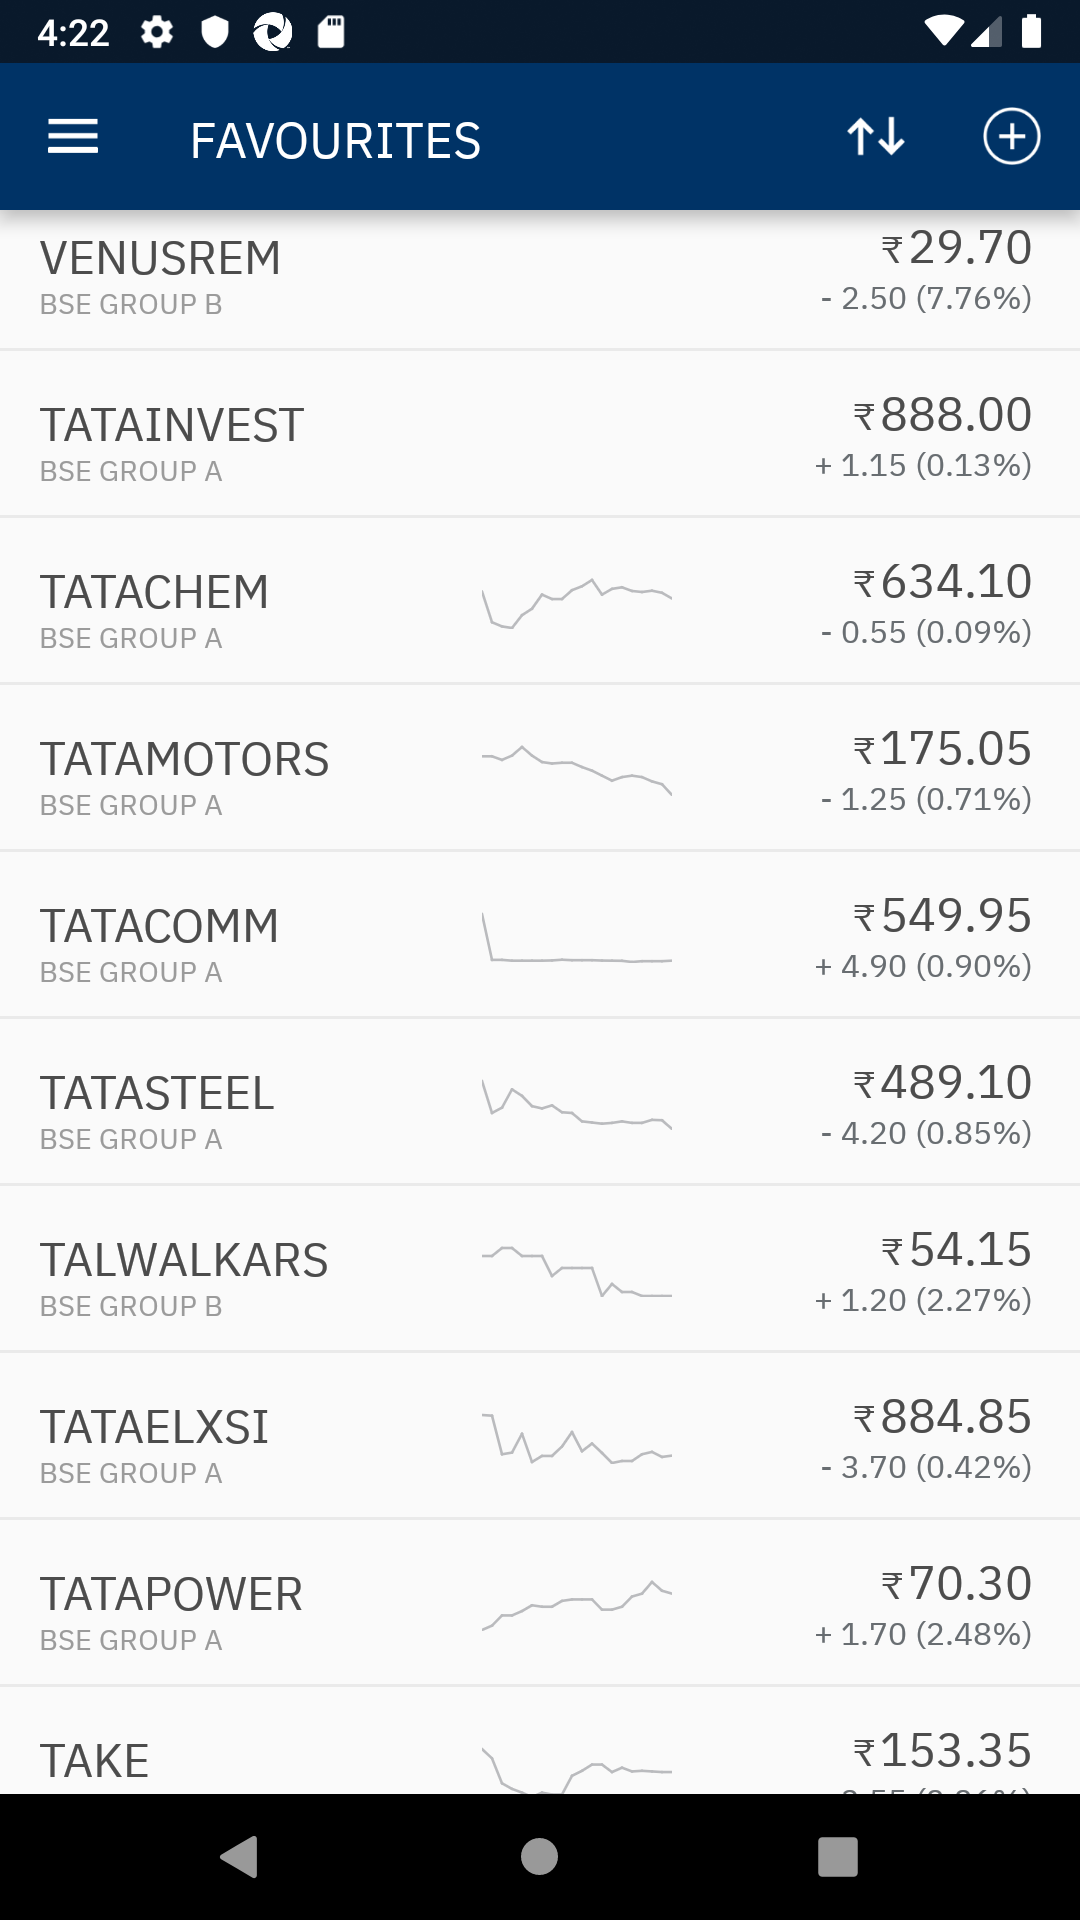 4:22
FAVOURITES
VENUSREM
₹29.70
BSE GROUP B
- 2.50 (7.76%)
TATAINVEST
₹888.00
BSE GROUP A
+ 1.15 (0.13%)
TATACHEM
₹634.10
BSE GROUP A
- 0.55 (0.09%)
TATAMOTORS
₹175.05
BSE GROUP A
- 1.25 (0.71%)
TATACOMM
₹549.95
BSE GROUP A
+ 4.90 (0.90%)
TATASTEEL
₹489.10
BSE GROUP A
- 4.20 (0.85%)
TALWALKARS
₹54.15
BSE GROUP B
+ 1.20 (2.27%)
TATAELXSI
₹884.85
BSE GROUP A
- 3.70 (0.42%)
TATAPOWER
₹70.30
BSE GROUP A
+ 1.70 (2.48%)
TAKE
₹153.35